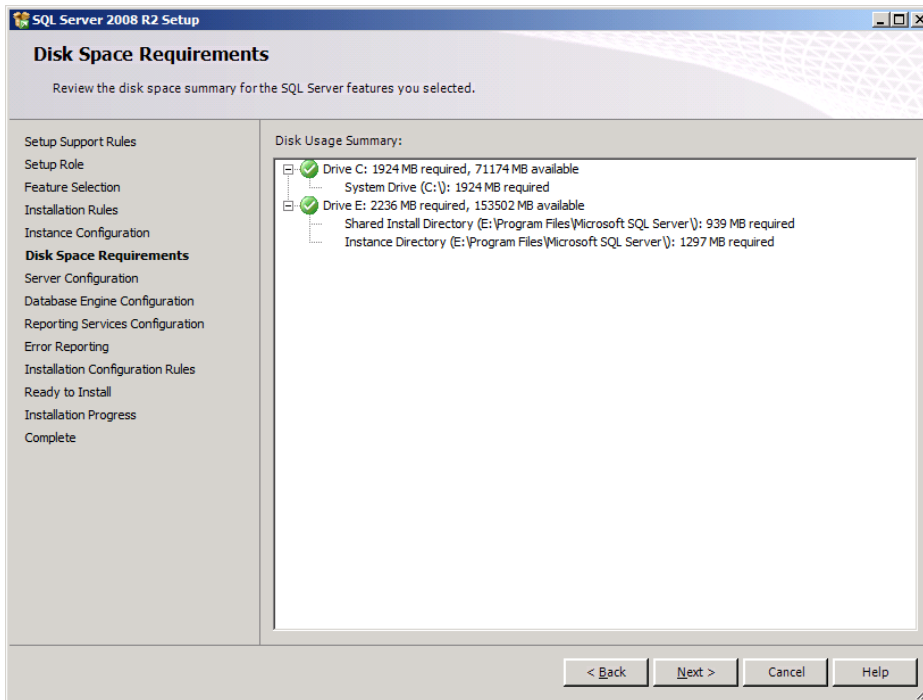 SQL Server 2008 R2 Setup
Disk Space Requirements
Review the disk space summary for the SQL Server features you selected.
Setup Support Rules
Setup Role
Feature Selection
Installation Rules
Instance Configuration
Disk Space Requirements
Server Configuration
Database Engine Configuration
Reporting Services Configuration
Error Reporting
Installation Configuration Rules
Ready to Install
Installation Progress
Complete
Disk Usage Summary:
Drive C: 1924 MB required, 71174 MB available
System Drive (C:\): 1924 MB required
Drive E: 2236 MB required, 153502 MB available
Shared Install Directory (E:\Program Files\Microsoft SQL Server\): 939 MB required
Instance Directory (E:\Program Files\Microsoft SQL Server\): 1297 MB required
< Back Next > Cancel Help